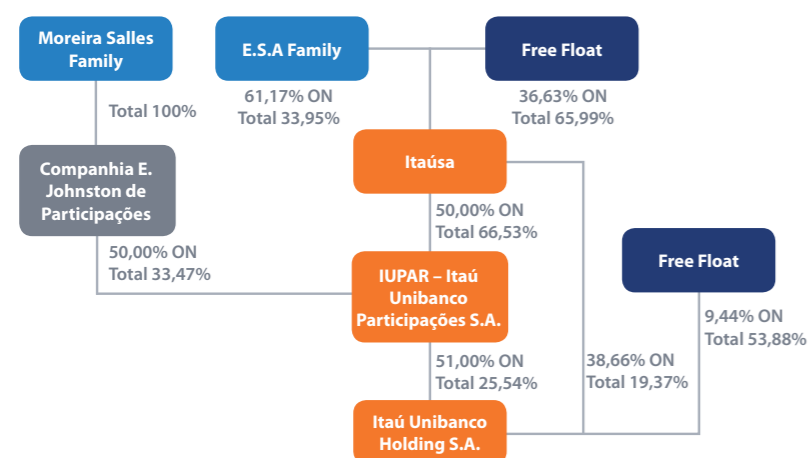 Moreira Salles
Family
E.S.A Family
Free Float
Total 100%
61,17% ON
Total 33,95%
36,63% ON
Total 65,99%
Companhia E.
Johnston de
Participações
Itaúsa
50,00% ON
Total 66,53%
50,00% ON
Total 33,47%
IUPAR – Itaú
Unibanco
Participações S.A.
Free Float
9,44% ON
Total 53,88%
51,00% ON
Total 25,54%
38,66% ON
Total 19,37%
Itaú Unibanco
Holding S.A.